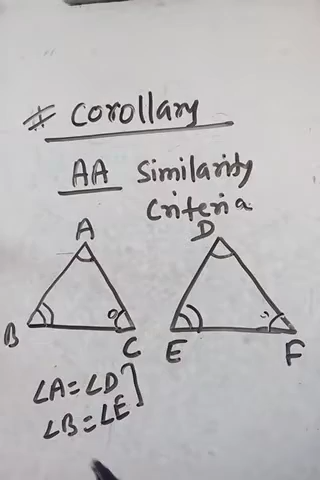 # Corollary
AA Similarity
Criteria
A
D
B
C
E
F
∠A=∠D
∠B=∠E